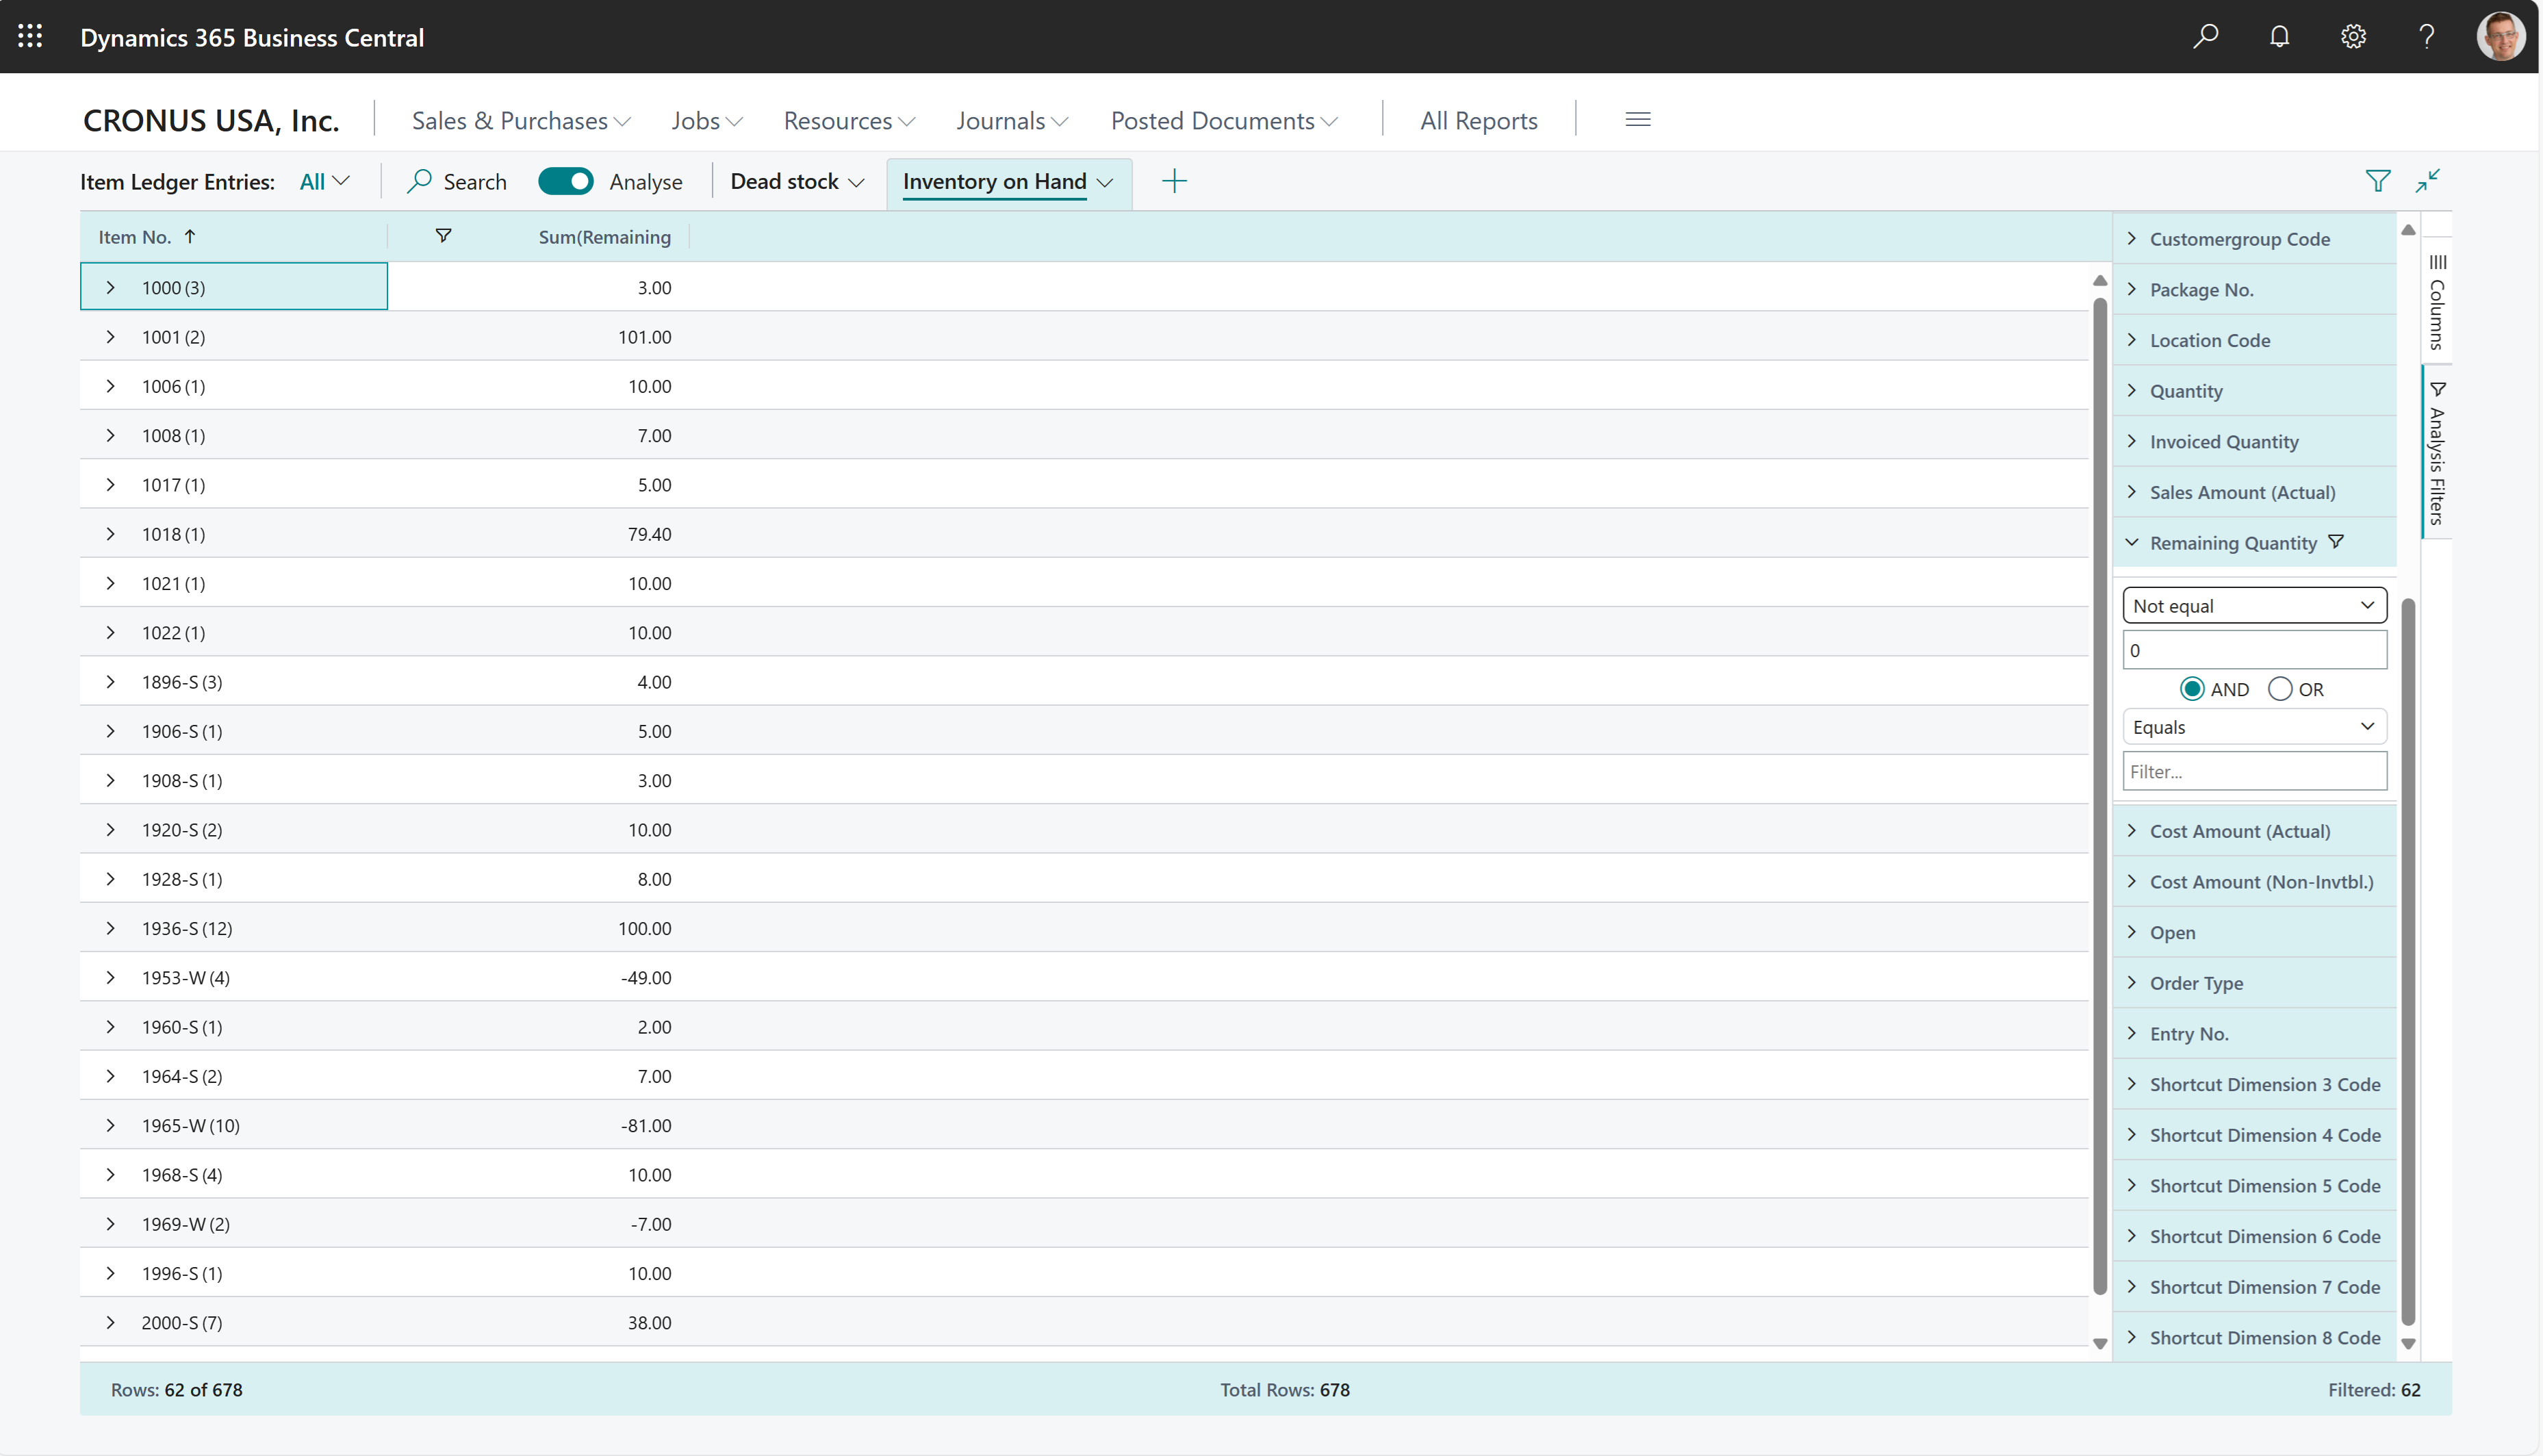 Dynamics 365 Business Central
CRONUS USA, Inc. Sales & Purchases Jobs Resources Journals Posted Documents All Reports
Item Ledger Entries: All Search Analyse Dead stock Inventory on Hand
Item No. Sum(Remaining
1000 (3) 3.00
1001 (2) 101.00
1006 (1) 10.00
1008 (1) 7.00
1017 (1) 5.00
1018 (1) 79.40
1021 (1) 10.00
1022 (1) 10.00
1896-S (3) 4.00
1906-S (1) 5.00
1908-S (1) 3.00
1920-S (2) 10.00
1928-S (1) 8.00
1936-S (12) 100.00
1953-W (4) -49.00
1960-S (1) 2.00
1964-S (2) 7.00
1965-W (10) -81.00
1968-S (4) 10.00
1969-W (2) -7.00
1996-S (1) 10.00
2000-S (7) 38.00
Customergroup Code
Package No.
Location Code
Quantity
Invoiced Quantity
Sales Amount (Actual)
Remaining Quantity
Not equal
0
AND OR
Equals
Filter...
Cost Amount (Actual)
Cost Amount (Non-Invtbl.)
Open
Order Type
Entry No.
Shortcut Dimension 3 Code
Shortcut Dimension 4 Code
Shortcut Dimension 5 Code
Shortcut Dimension 6 Code
Shortcut Dimension 7 Code
Shortcut Dimension 8 Code
Columns
Analysis Filters
Rows: 62 of 678 Total Rows: 678 Filtered: 62